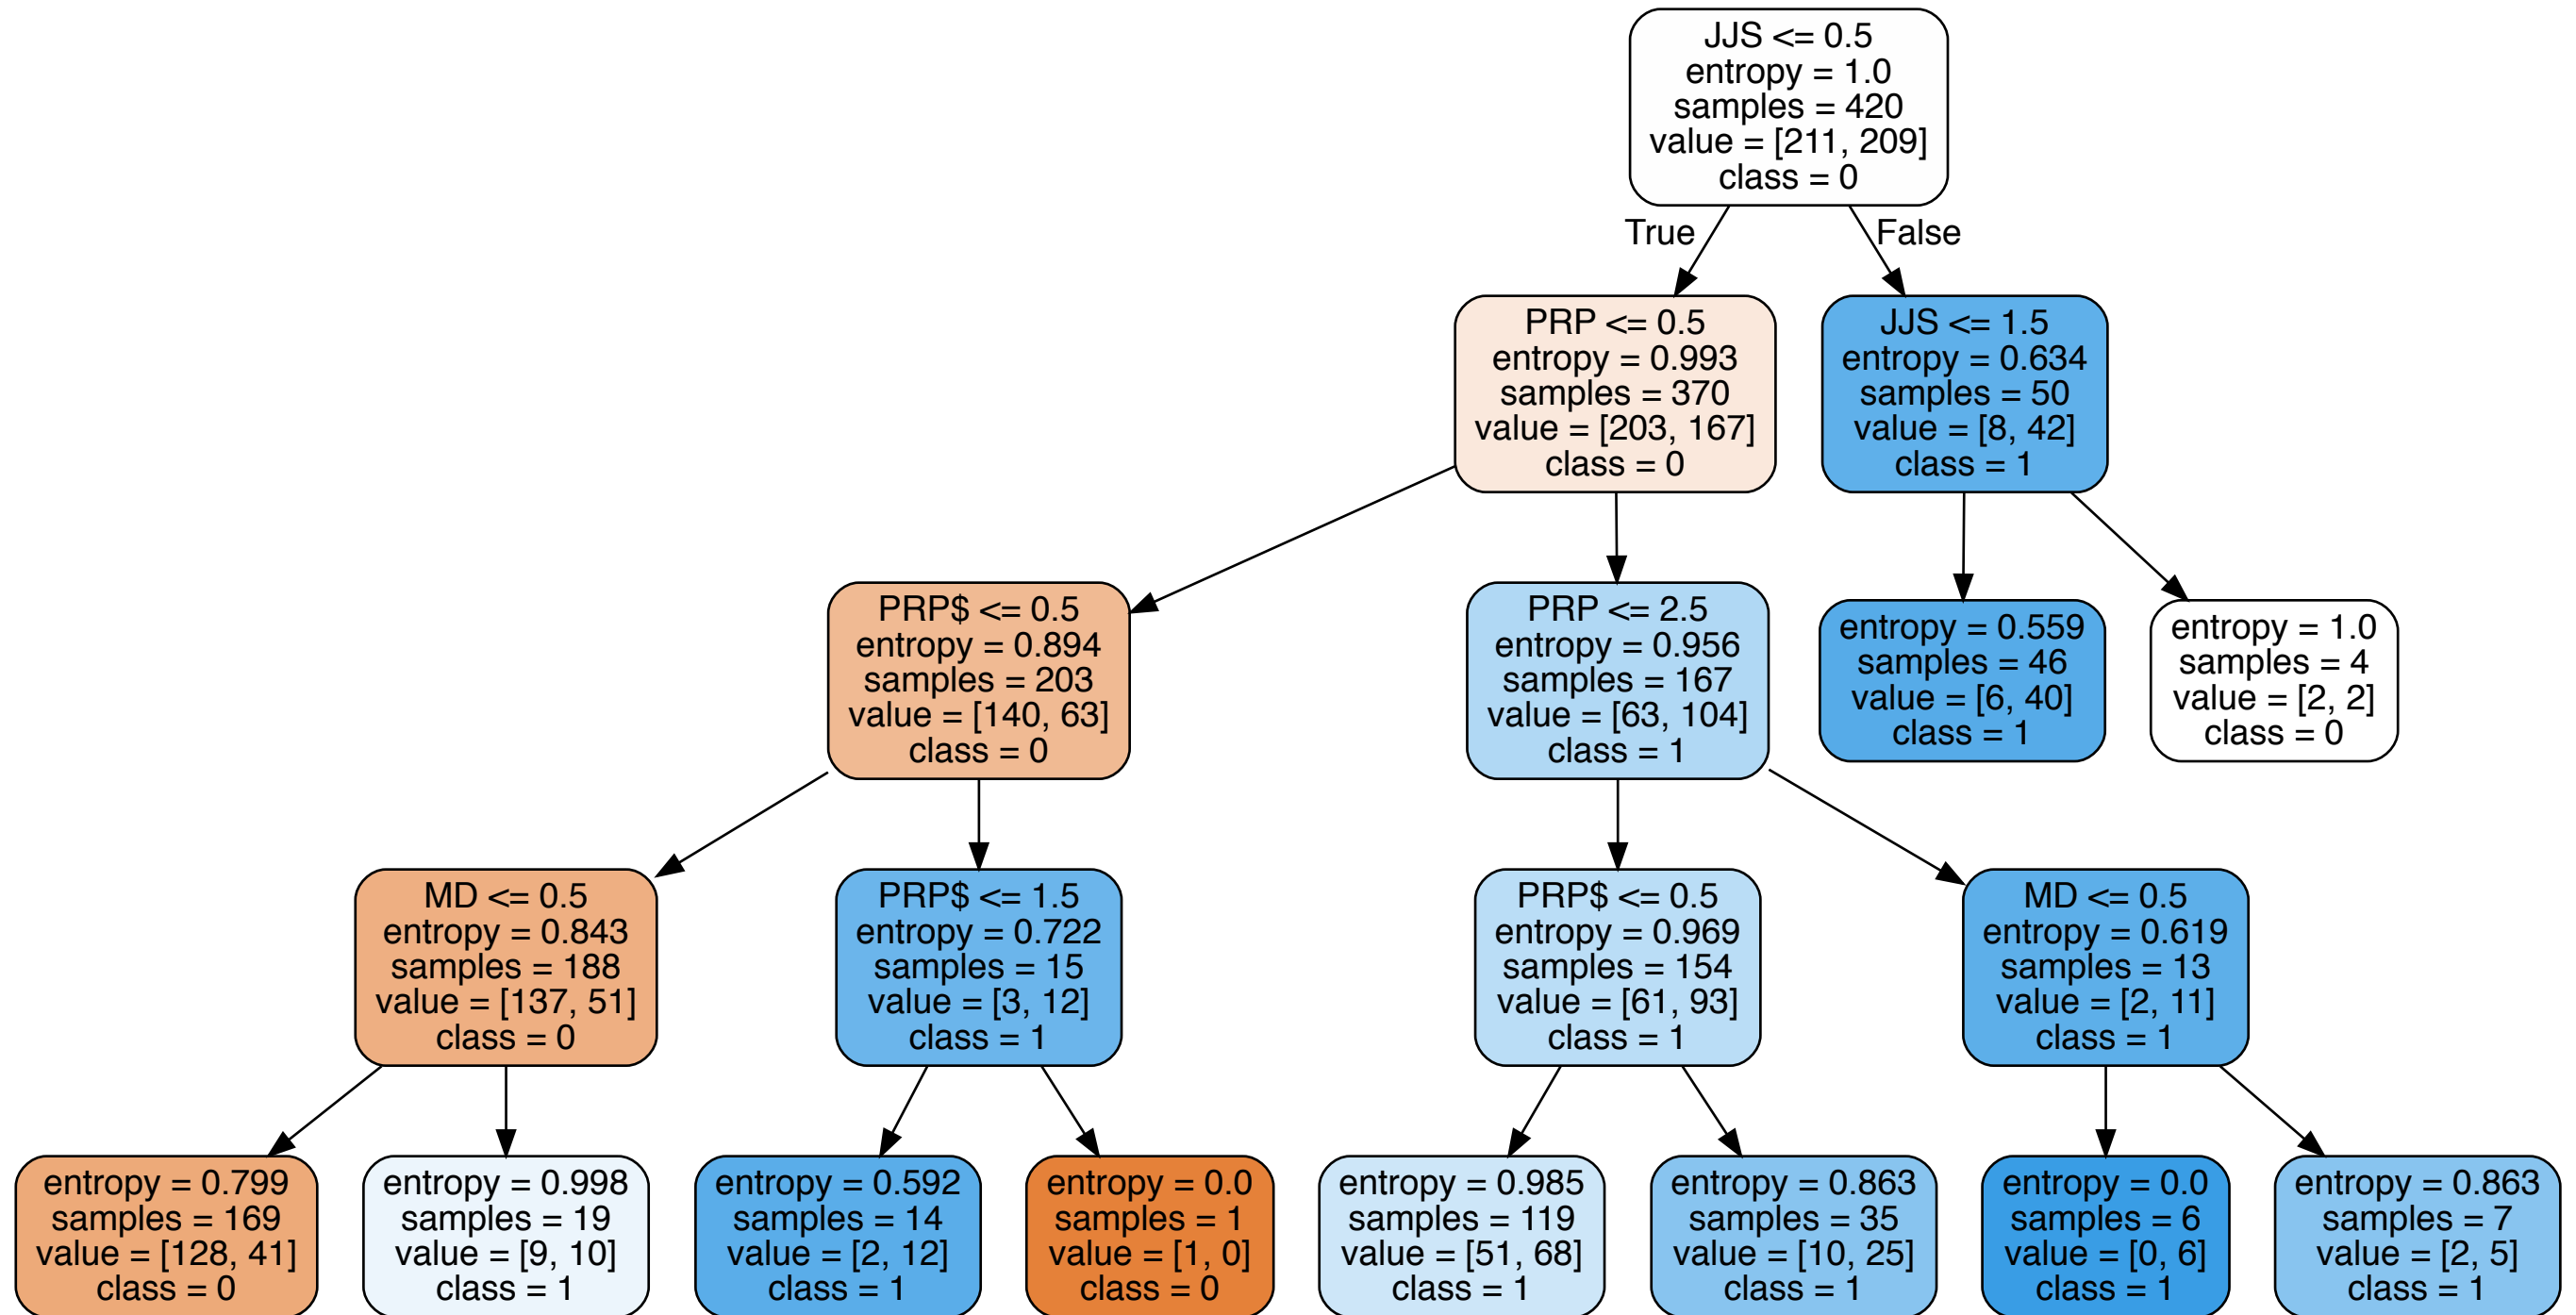 JJS <= 0.5
entropy = 1.0
samples = 420
value = [211, 209]
class = 0
True
False
PRP <= 0.5
entropy = 0.993
samples = 370
value = [203, 167]
class = 0
JJS <= 1.5
entropy = 0.634
samples = 50
value = [8, 42]
class = 1
PRP$ <= 0.5
entropy = 0.894
samples = 203
value = [140, 63]
class = 0
PRP <= 2.5
entropy = 0.956
samples = 167
value = [63, 104]
class = 1
entropy = 0.559
samples = 46
value = [6, 40]
class = 1
entropy = 1.0
samples = 4
value = [2, 2]
class = 0
MD <= 0.5
entropy = 0.843
samples = 188
value = [137, 51]
class = 0
PRP$ <= 1.5
entropy = 0.722
samples = 15
value = [3, 12]
class = 1
PRP$ <= 0.5
entropy = 0.969
samples = 154
value = [61, 93]
class = 1
MD <= 0.5
entropy = 0.619
samples = 13
value = [2, 11]
class = 1
entropy = 0.799
samples = 169
value = [128, 41]
class = 0
entropy = 0.998
samples = 19
value = [9, 10]
class = 1
entropy = 0.592
samples = 14
value = [2, 12]
class = 1
entropy = 0.0
samples = 1
value = [1, 0]
class = 0
entropy = 0.985
samples = 119
value = [51, 68]
class = 1
entropy = 0.863
samples = 35
value = [10, 25]
class = 1
entropy = 0.0
samples = 6
value = [0, 6]
class = 1
entropy = 0.863
samples = 7
value = [2, 5]
class = 1